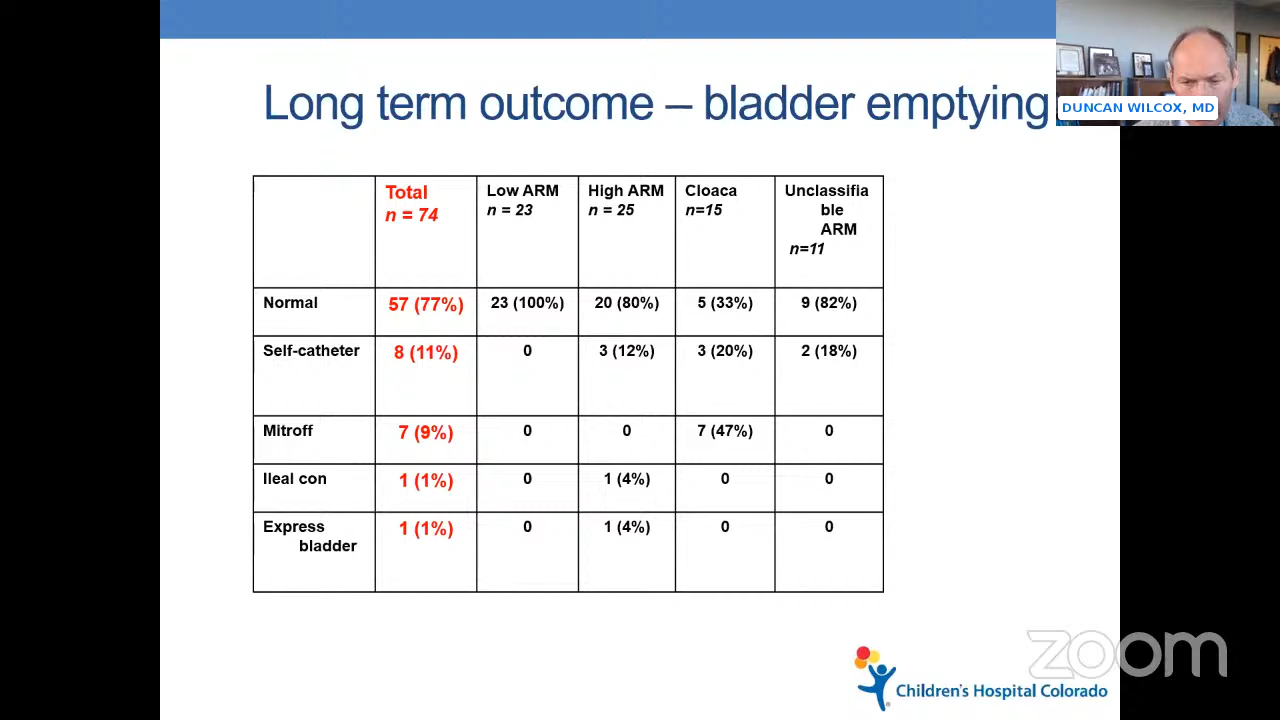 Long term outcome – bladder emptying
DUNCAN WILCOX, MD
Total
n = 74
Low ARM
n = 23
High ARM
n = 25
Cloaca
n=15
Unclassifia
ble
ARM
n=11
Normal
57 (77%)
23 (100%)
20 (80%)
5 (33%)
9 (82%)
Self-catheter
8 (11%)
0
3 (12%)
3 (20%)
2 (18%)
Mitroff
7 (9%)
0
0
7 (47%)
0
Ileal con
1 (1%)
0
1 (4%)
0
0
Express
bladder
1 (1%)
0
1 (4%)
0
0
zoom
Children's Hospital Colorado